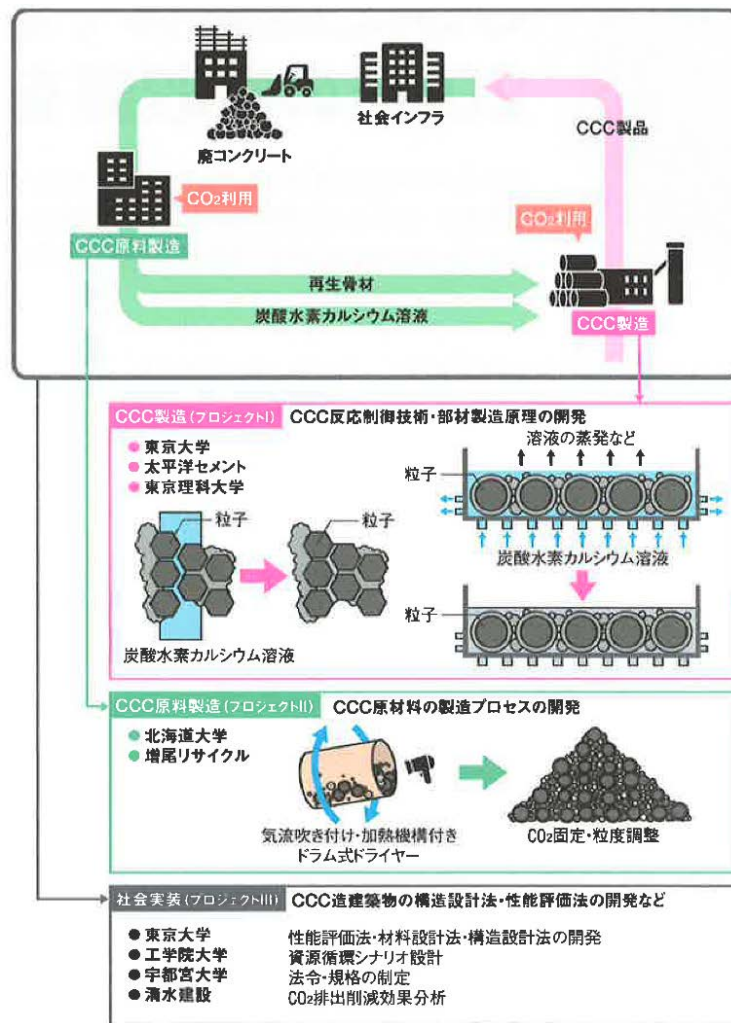 社会インフラ
CCC製品
廃コンクリート
CO₂利用
CO₂利用
CCC原料製造
再生骨材
炭酸水素カルシウム溶液
CCC製造
CCC製造(プロジェクトI) CCC反応制御技術・部材製造原理の開発
● 東京大学
● 太平洋セメント
● 東京理科大学
溶液の蒸発など
粒子
粒子
粒子
炭酸水素カルシウム溶液
粒子
炭酸水素カルシウム溶液
CCC原料製造(プロジェクトII) CCC原材料の製造プロセスの開発
● 北海道大学
● 増尾リサイクル
気流吹き付け・加熱機構付き
ドラム式ドライヤー
CO₂固定・粒度調整
社会実装(プロジェクトIII) CCC造建築物の構造設計法・性能評価法の開発など
● 東京大学 性能評価法・材料設計法・構造設計法の開発
● 工学院大学 資源循環シナリオ設計
● 宇都宮大学 法令・規格の制定
● 清水建設 CO₂排出削減効果分析